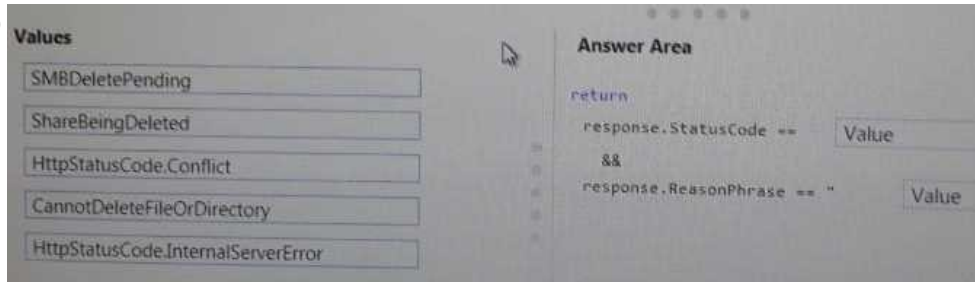 Values
SMBDeletePending
ShareBeingDeleted
HttpStatusCode.Conflict
CannotDeleteFileOrDirectory
HttpStatusCode.InternalServerError
Answer Area
return
response.StatusCode == Value
&&
response.ReasonPhrase == " Value